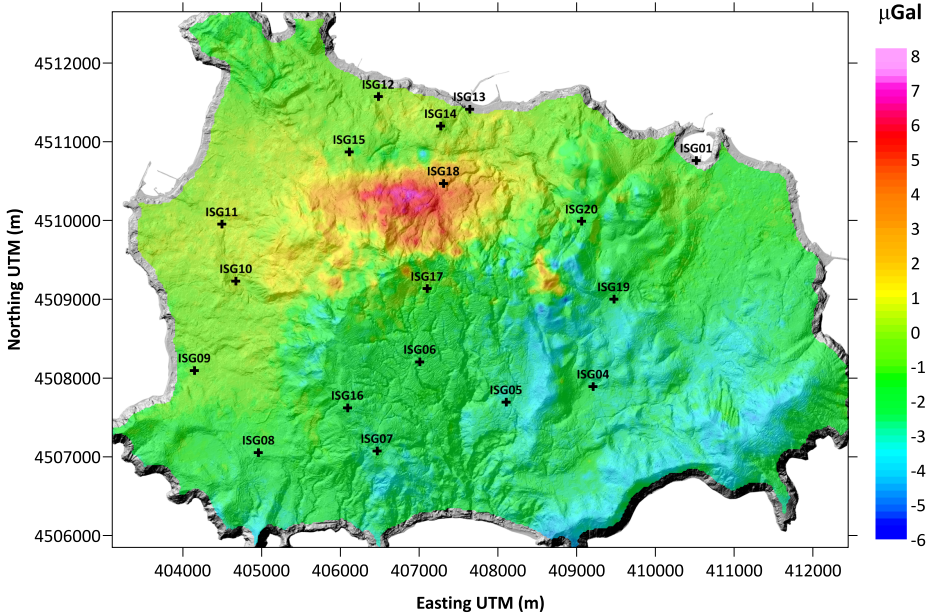 μGal
8
7
6
5
4
3
2
1
0
-1
-2
-3
-4
-5
-6
Northing UTM (m)
4512000
4511000
4510000
4509000
4508000
4507000
4506000
ISG12
ISG13
ISG14
ISG15
ISG01
ISG18
ISG11
ISG20
ISG10
ISG17
ISG19
ISG06
ISG09
ISG05
ISG04
ISG16
ISG08
ISG07
404000 405000 406000 407000 408000 409000 410000 411000 412000
Easting UTM (m)